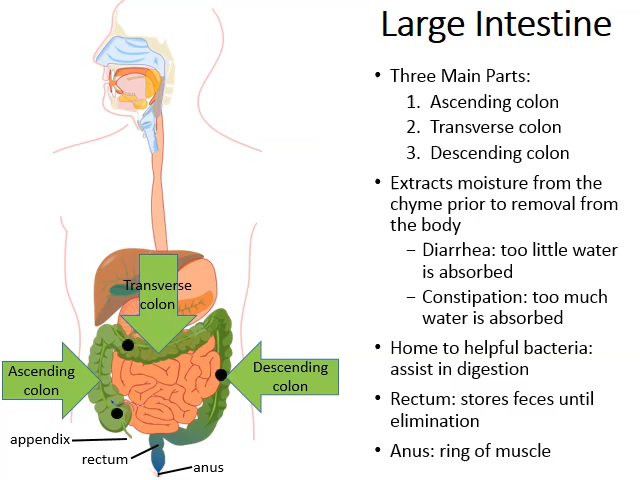 Large Intestine
• Three Main Parts:
1. Ascending colon
2. Transverse colon
3. Descending colon
• Extracts moisture from the
chyme prior to removal from
the body
– Diarrhea: too little water
is absorbed
– Constipation: too much
water is absorbed
• Home to helpful bacteria:
assist in digestion
• Rectum: stores feces until
elimination
• Anus: ring of muscle
Transverse
colon
Ascending
colon
Descending
colon
appendix
rectum
anus